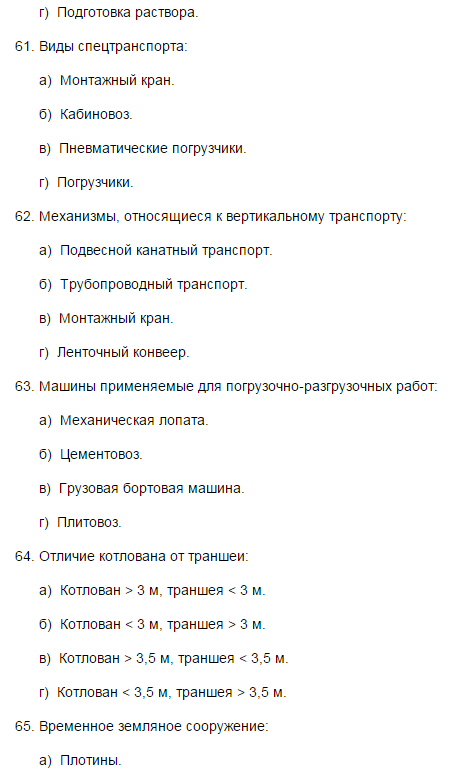 г) Подготовка раствора.
61. Виды спецтранспорта:
а) Монтажный кран.
б) Кабиновоз.
в) Пневматические погрузчики.
г) Погрузчики.
62. Механизмы, относящиеся к вертикальному транспорту:
а) Подвесной канатный транспорт.
б) Трубопроводный транспорт.
в) Монтажный кран.
г) Ленточный конвеер.
63. Машины применяемые для погрузочно-разгрузочных работ:
а) Механическая лопата.
б) Цементовоз.
в) Грузовая бортовая машина.
г) Плитовоз.
64. Отличие котлована от траншеи:
а) Котлован > 3 м, траншея < 3 м.
б) Котлован < 3 м, траншея > 3 м.
в) Котлован > 3,5 м, траншея < 3,5 м.
г) Котлован < 3,5 м, траншея > 3,5 м.
65. Временное земляное сооружение:
а) Плотины.